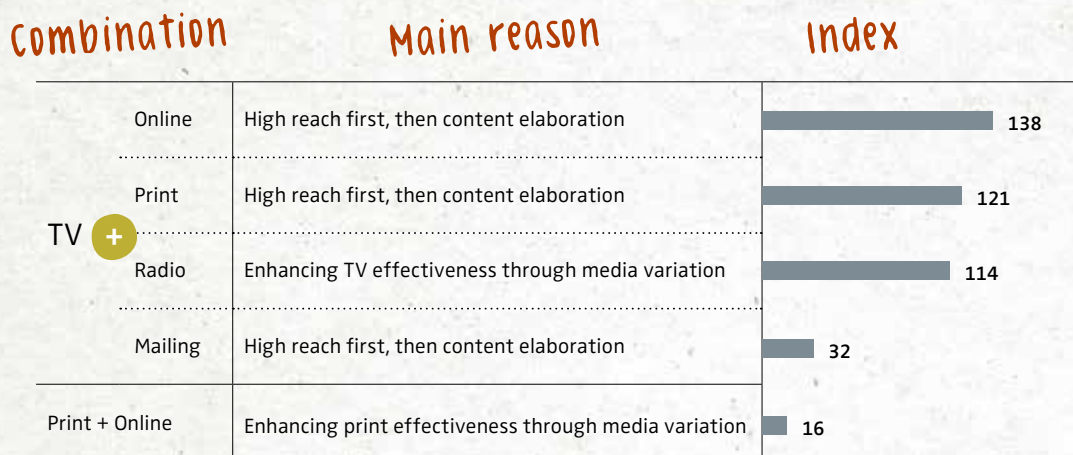 Combination Main reason Index
Online High reach first, then content elaboration 138
Print High reach first, then content elaboration 121
TV +
Radio Enhancing TV effectiveness through media variation 114
Mailing High reach first, then content elaboration 32
Print + Online Enhancing print effectiveness through media variation 16